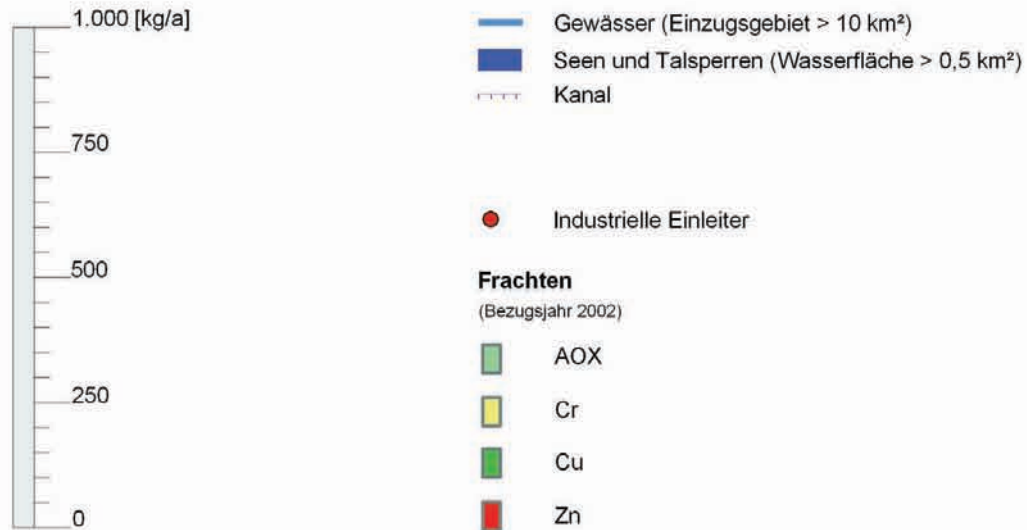 1.000 [kg/a]
750
500
250
0
Gewässer (Einzugsgebiet > 10 km²)
Seen und Talsperren (Wasserfläche > 0,5 km²)
Kanal
Industrielle Einleiter
Frachten
(Bezugsjahr 2002)
AOX
Cr
Cu
Zn